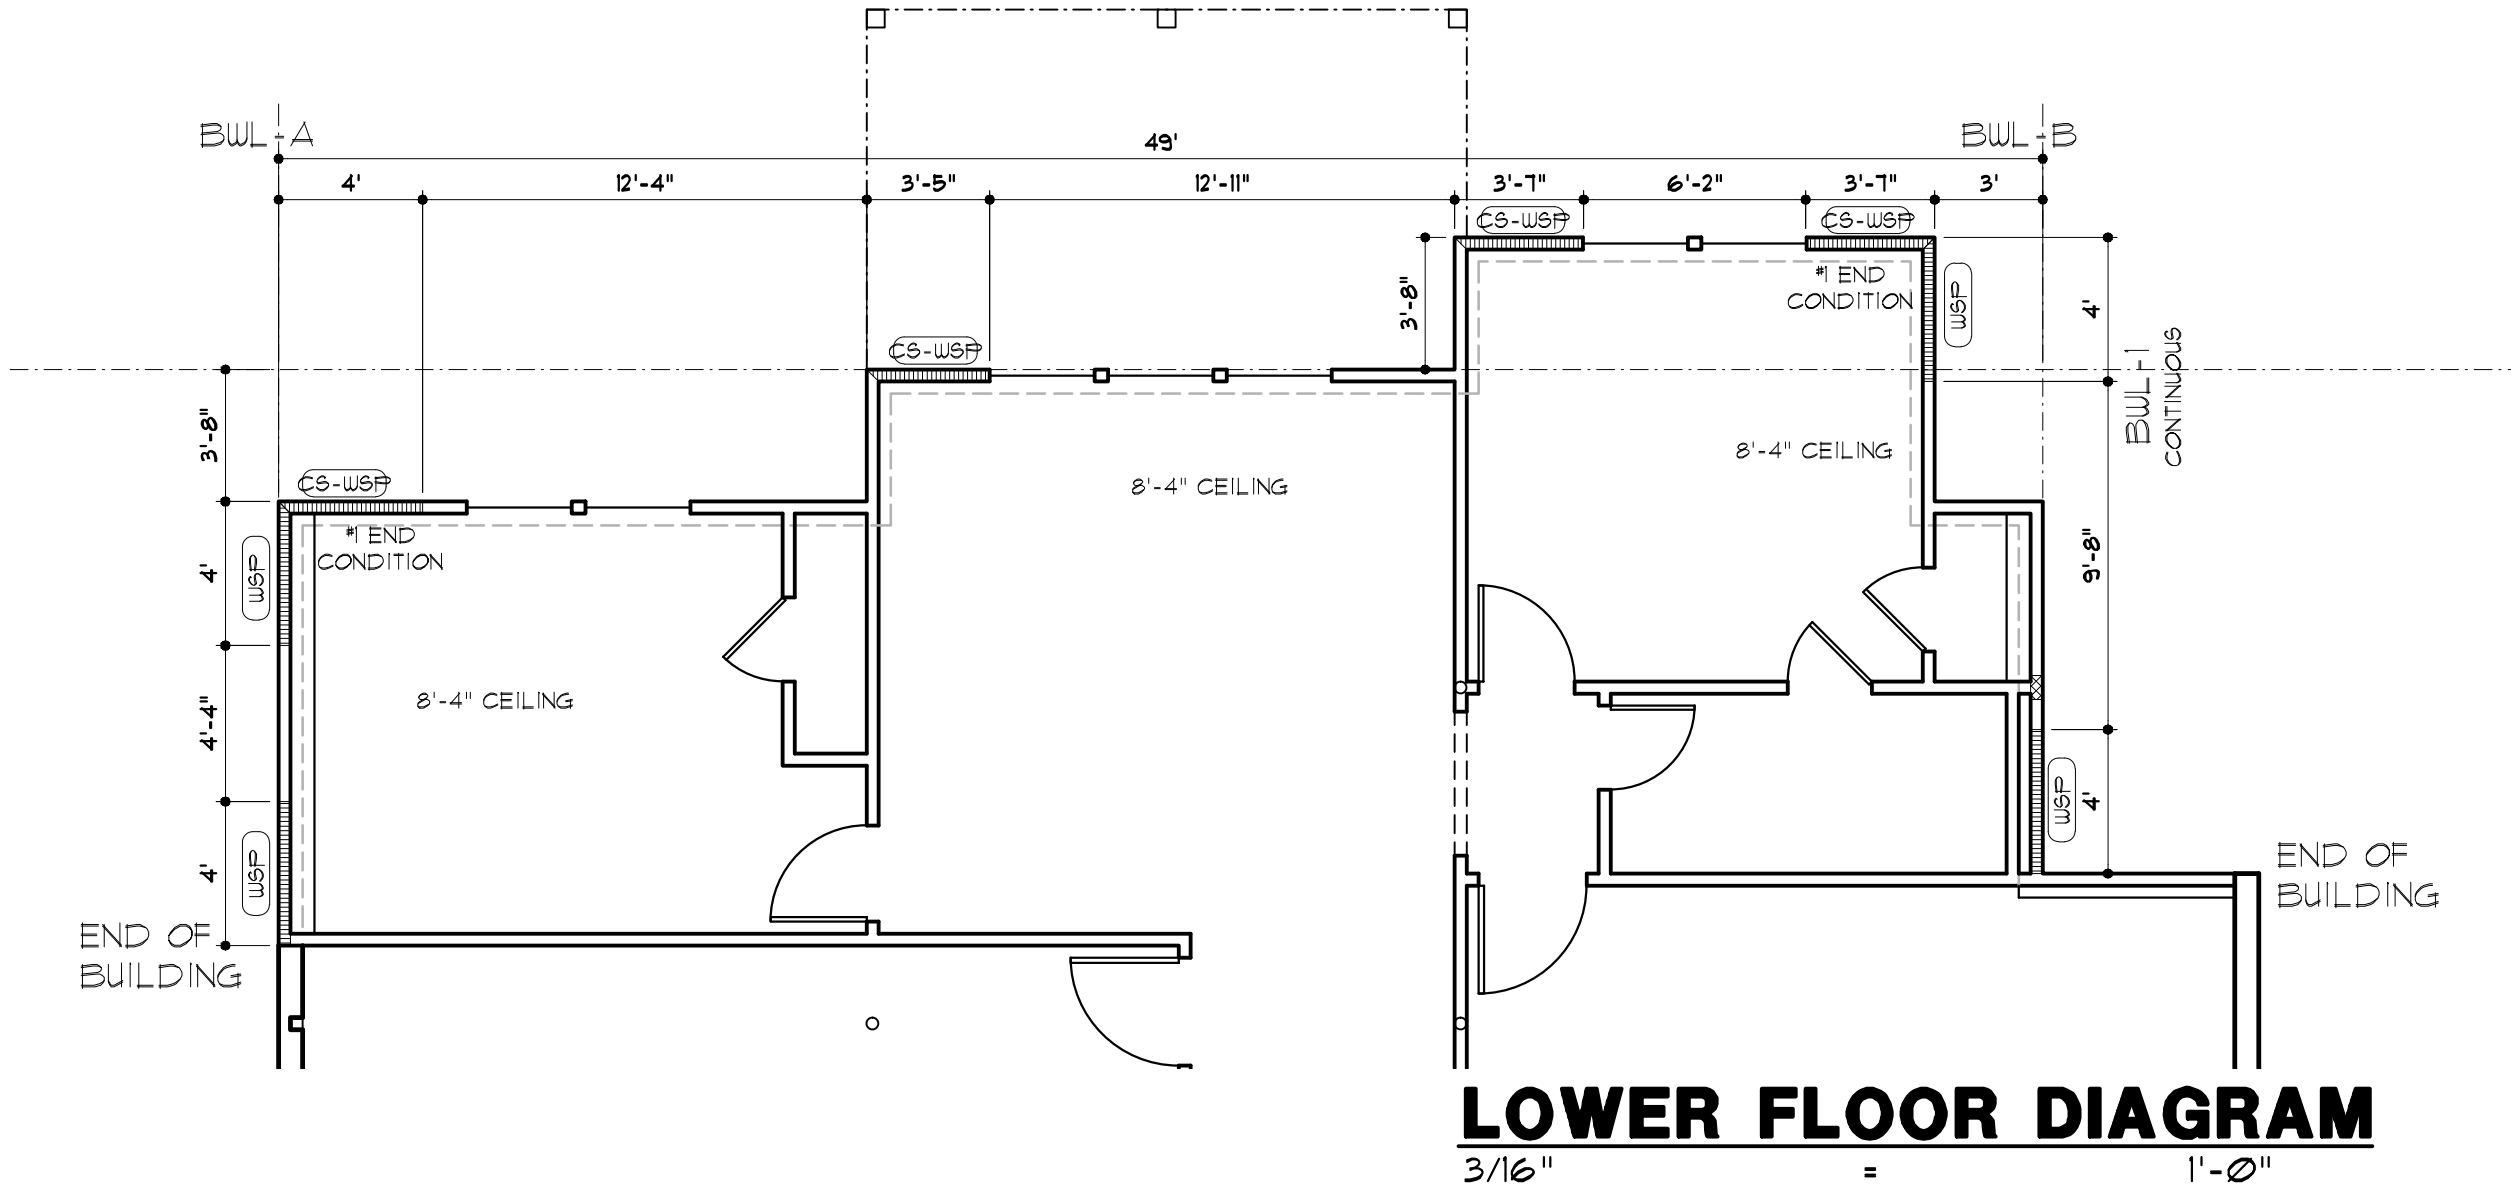 BWL-A
BWL-B
49'
4'
12'-4"
3'-5"
12'-11"
3'-7"
6'-2"
3'-7"
3'
CS-WSP
CS-WSP
3'-8"
#1 END
CONDITION
WSP
4'
BWL-1
CONTINUOUS
CS-WSP
3'-8"
8'-4" CEILING
8'-4" CEILING
CS-WSP
#1 END
CONDITION
WSP
4'
9'-8"
4'-4"
8'-4" CEILING
WSP
4'
WSP
4'
END OF
BUILDING
END OF
BUILDING
LOWER FLOOR DIAGRAM
3/16" = 1'-0"